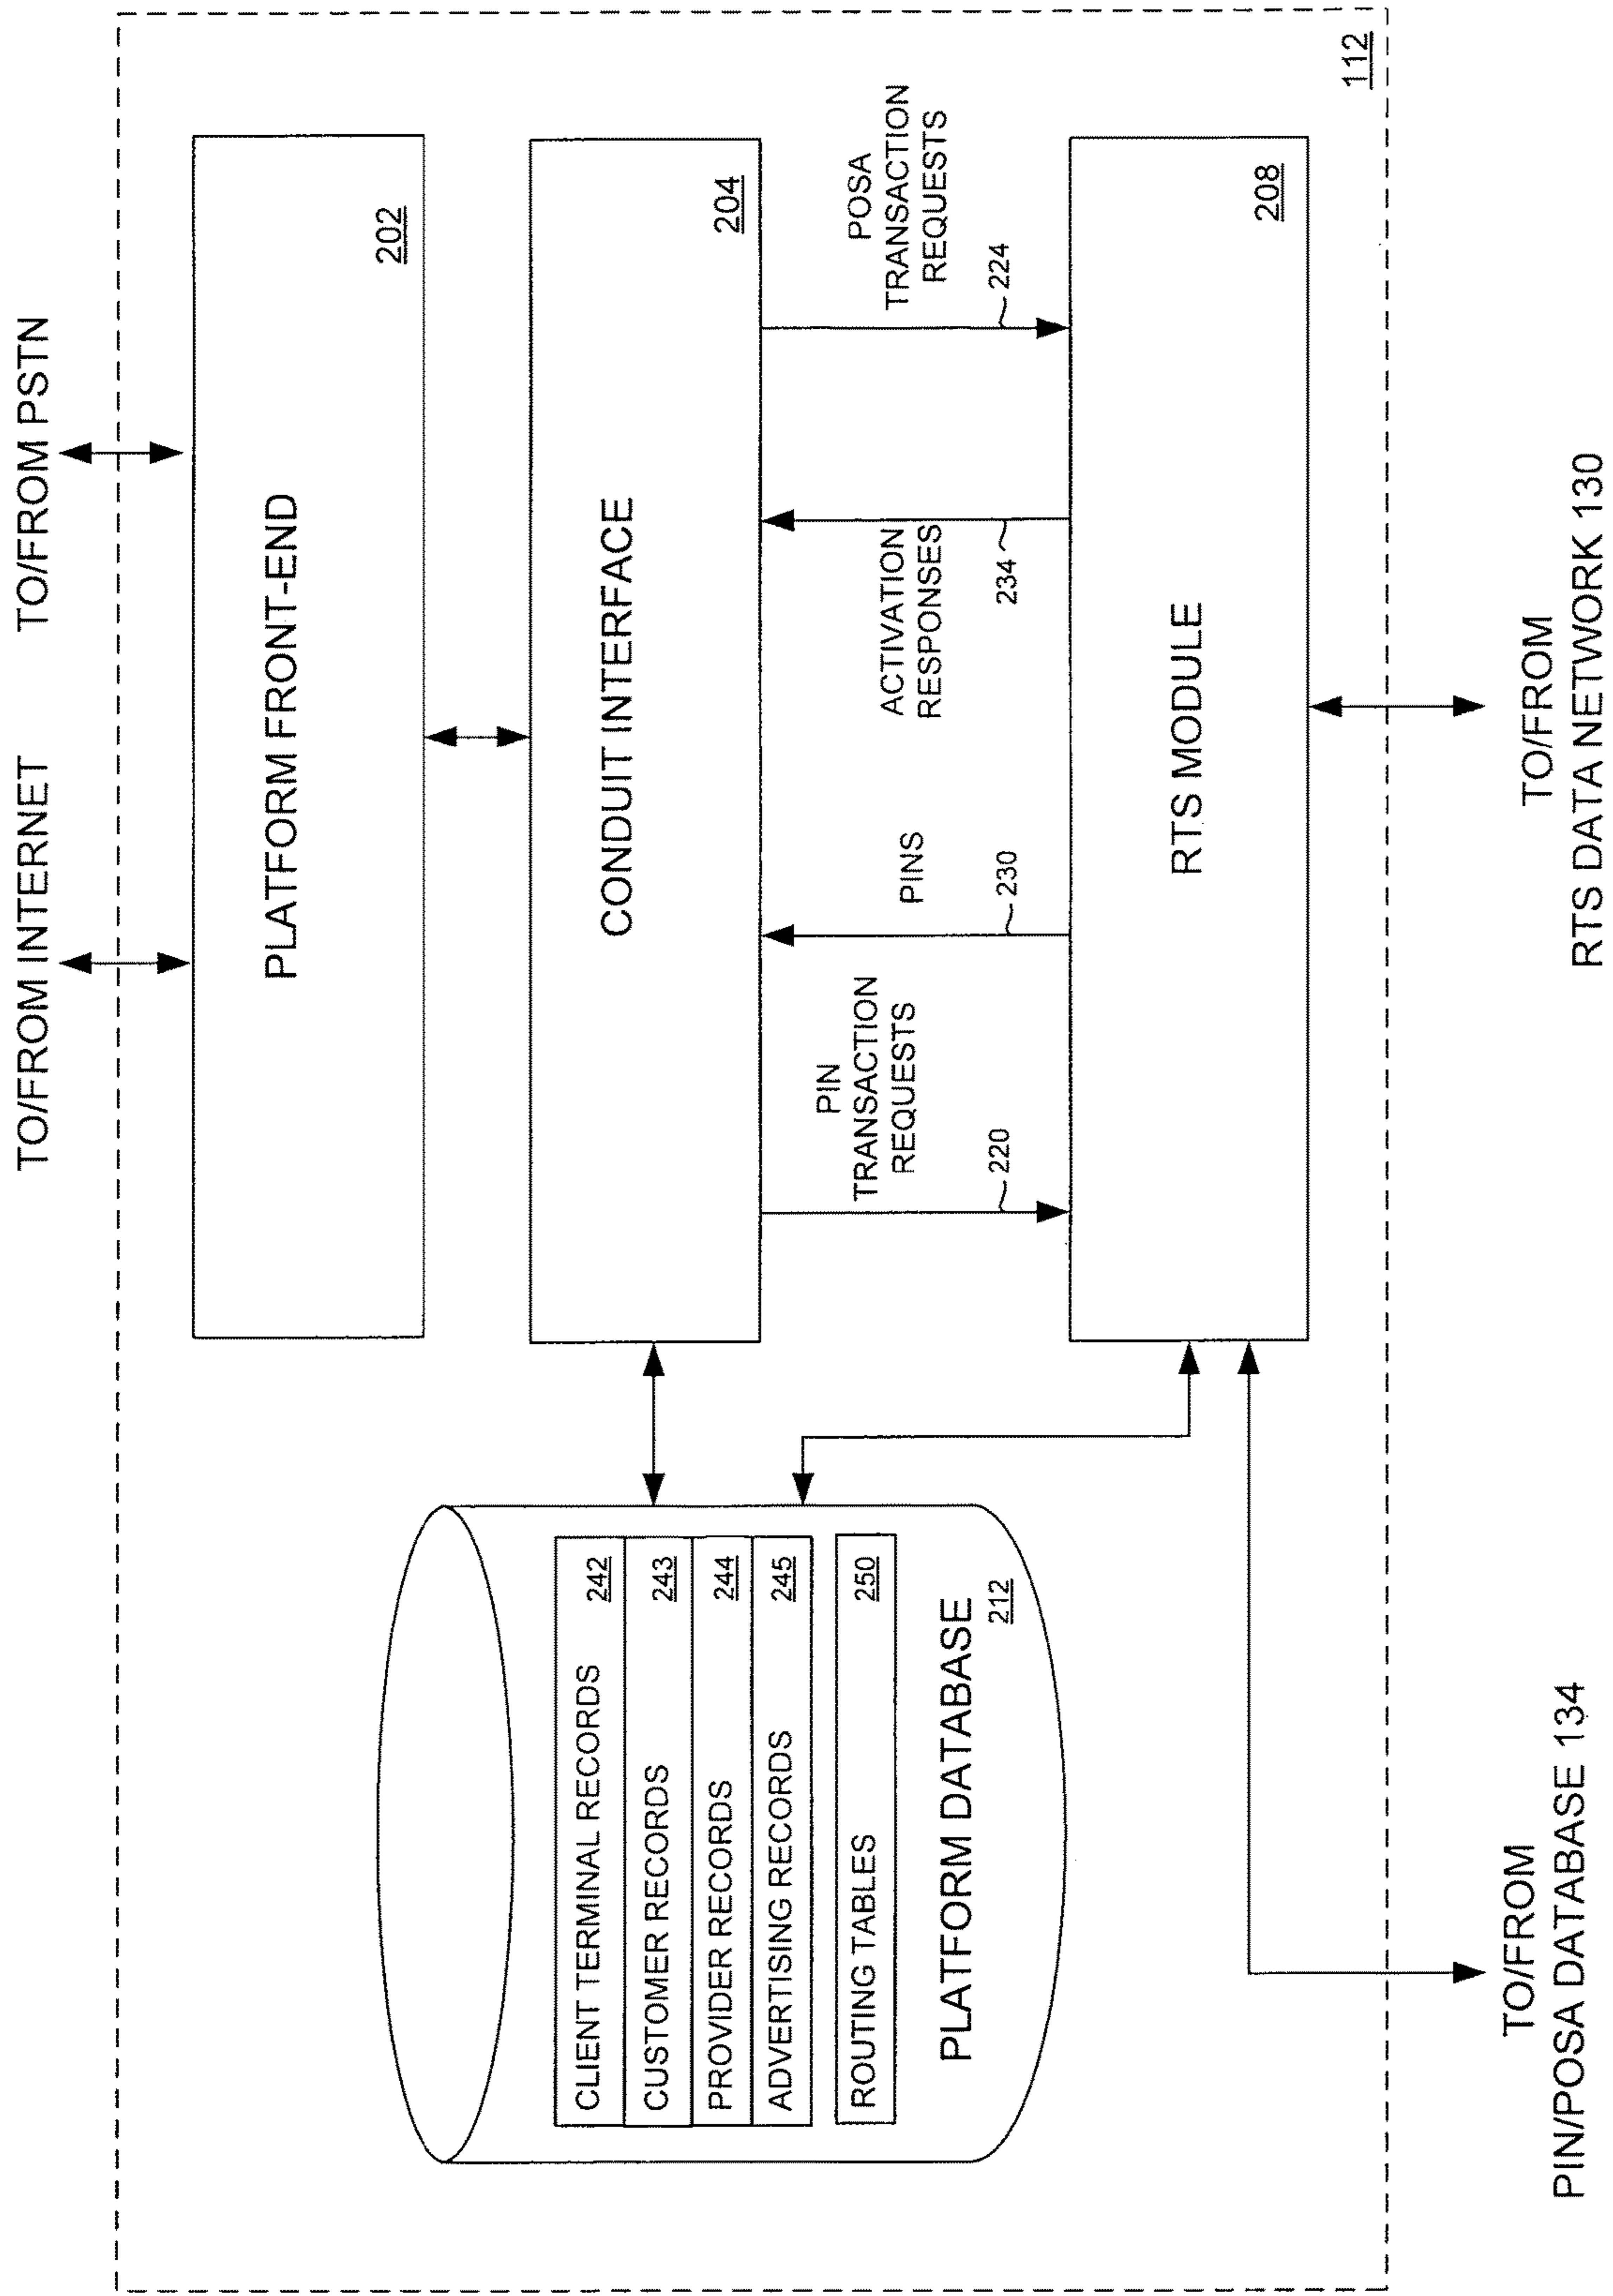 TO/FROM INTERNET
TO/FROM PSTN
PLATFORM FRONT-END
202
CONDUIT INTERFACE
204
PIN
TRANSACTION
REQUESTS
220
PINS
230
ACTIVATION
RESPONSES
234
POSA
TRANSACTION
REQUESTS
224
RTS MODULE
208
CLIENT TERMINAL RECORDS 242
CUSTOMER RECORDS 243
PROVIDER RECORDS 244
ADVERTISING RECORDS 245
ROUTING TABLES 250
PLATFORM DATABASE
212
112
TO/FROM
PIN/POSA DATABASE 134
TO/FROM
RTS DATA NETWORK 130